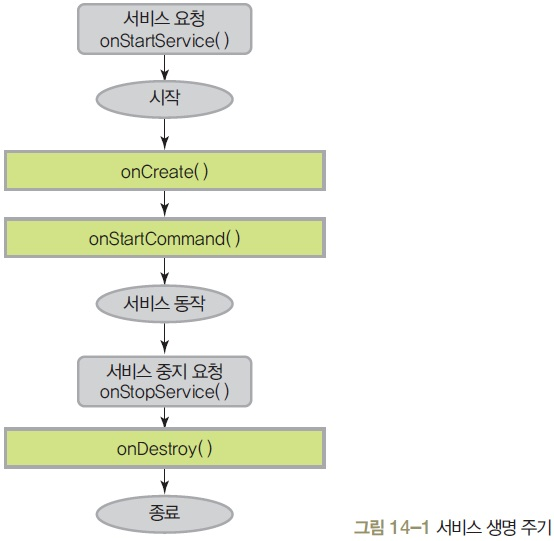 서비스 요청
onStartService( )
시작
onCreate( )
onStartCommand( )
서비스 동작
서비스 중지 요청
onStopService( )
onDestroy( )
종료
그림 14-1 서비스 생명 주기